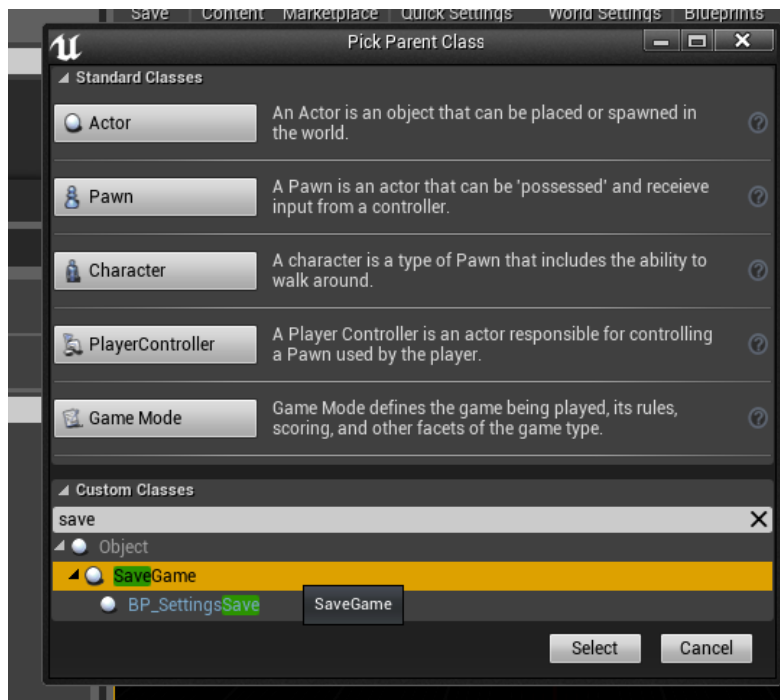 Save Content Marketplace Quick Settings World Settings Blueprints
Pick Parent Class
Standard Classes
Actor
An Actor is an object that can be placed or spawned in
the world.
Pawn
A Pawn is an actor that can be 'possessed' and receieve
input from a controller.
Character
A character is a type of Pawn that includes the ability to
walk around.
PlayerController
A Player Controller is an actor responsible for controlling
a Pawn used by the player.
Game Mode
Game Mode defines the game being played, its rules,
scoring, and other facets of the game type.
Custom Classes
save
Object
SaveGame
BP_SettingsSave
SaveGame
Select
Cancel